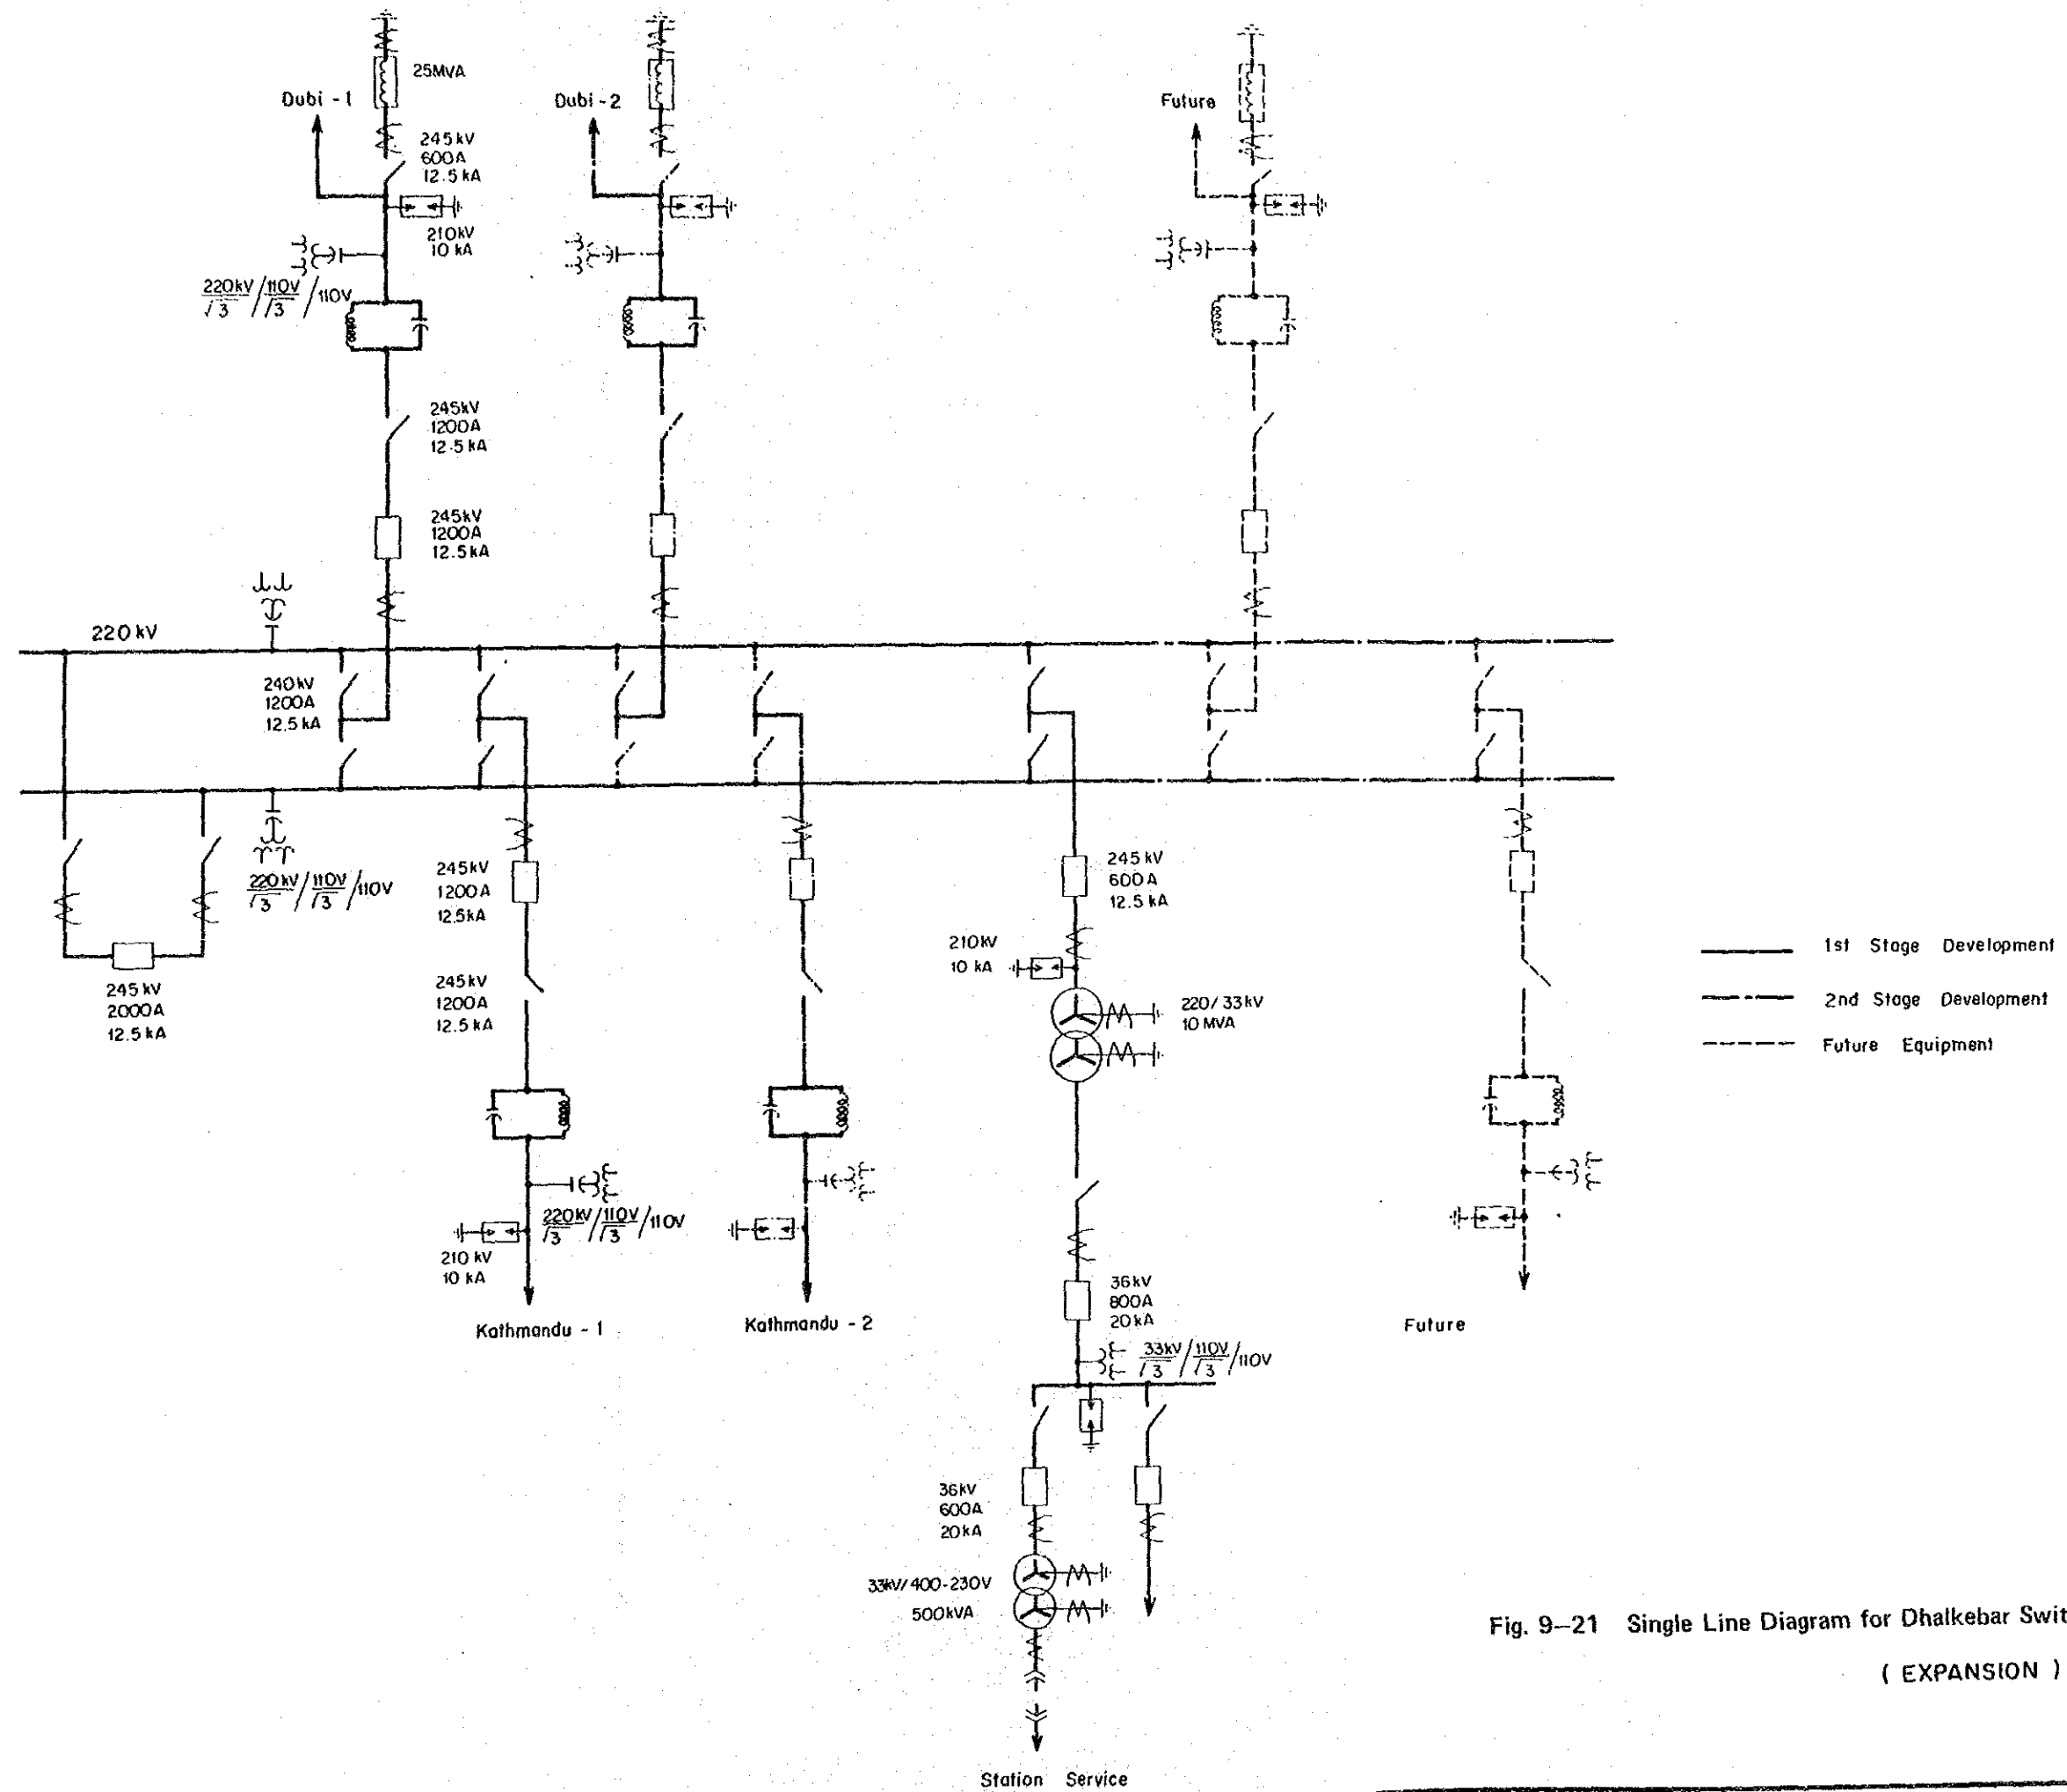 25MVA
Dubi - 1
Dubi - 2
Future
245kV
600A
12.5 kA
210kV
10 kA
220kV/√3 / 110V/√3 / 110V
245kV
1200A
12.5 kA
245kV
1200A
12.5kA
220 kV
240kV
1200A
12.5 kA
220kV/√3 / 110V/√3 / 110V
245 kV
2000A
12.5 kA
245kV
1200A
12.5kA
245kV
1200A
12.5 kA
245 kV
600 A
12.5 kA
210kV
10 kA
220/33kV
10 MVA
1st Stage Development
2nd Stage Development
Future Equipment
220kV/√3 / 110V/√3 / 110V
210 kV
10 kA
Kathmandu - 1
Kathmandu - 2
36kV
800A
20kA
Future
33kV/√3 / 110V/√3 / 110V
36kV
600A
20kA
33kV/400-230V
500kVA
Station Service
Fig. 9-21 Single Line Diagram for Dhalkebar Swit
( EXPANSION )